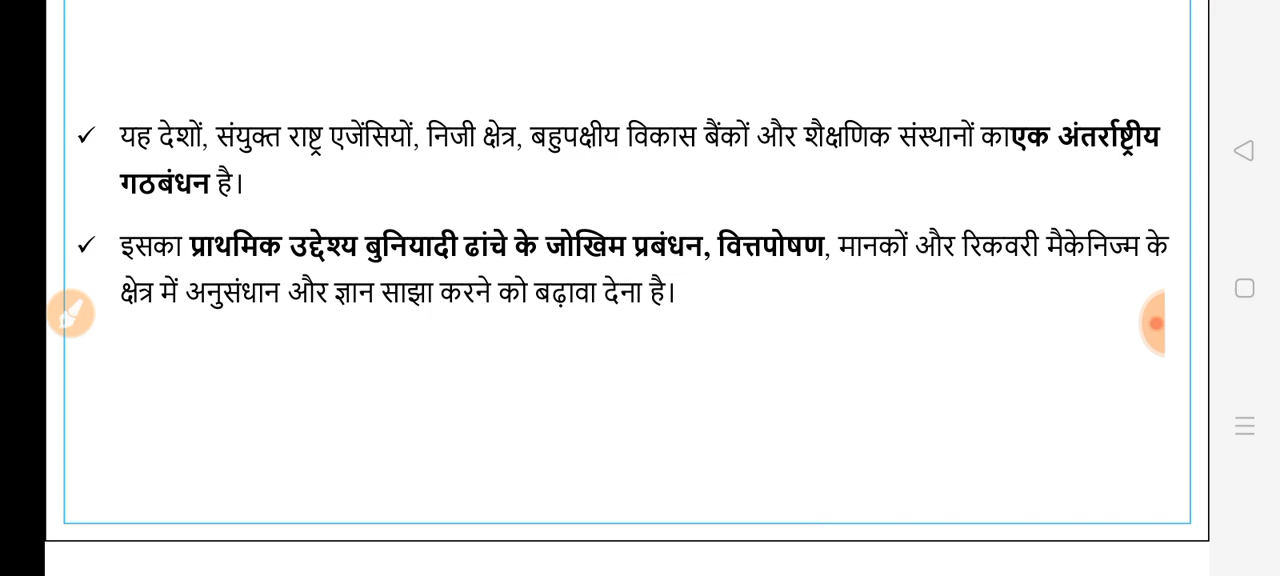 ✓ यह देशों, संयुक्त राष्ट्र एजेंसियों, निजी क्षेत्र, बहुपक्षीय विकास बैंकों और शैक्षणिक संस्थानों काएक अंतर्राष्ट्रीय
गठबंधन है।
✓ इसका प्राथमिक उद्देश्य बुनियादी ढांचे के जोखिम प्रबंधन, वित्तपोषण, मानकों और रिकवरी मैकेनिज्म के
क्षेत्र में अनुसंधान और ज्ञान साझा करने को बढ़ावा देना है।